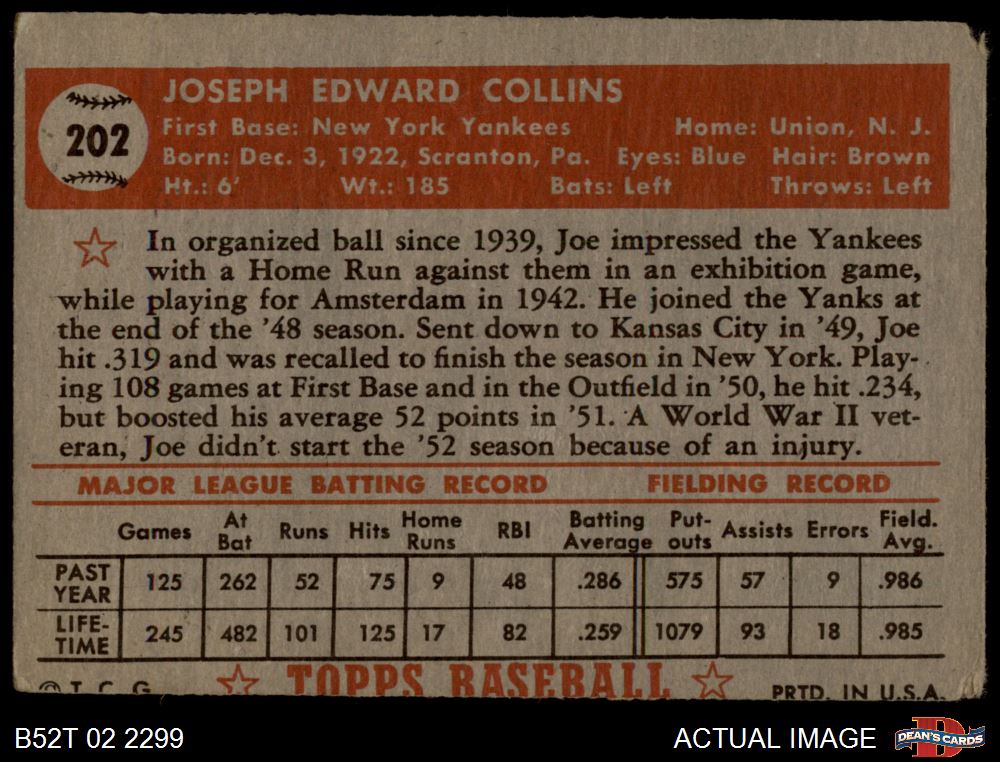 202
JOSEPH EDWARD COLLINS
First Base: New York Yankees Home: Union, N. J.
Born: Dec. 3, 1922, Scranton, Pa. Eyes: Blue Hair: Brown
Ht.: 6' Wt.: 185 Bats: Left Throws: Left
In organized ball since 1939, Joe impressed the Yankees
with a Home Run against them in an exhibition game,
while playing for Amsterdam in 1942. He joined the Yanks at
the end of the '48 season. Sent down to Kansas City in '49, Joe
hit .319 and was recalled to finish the season in New York. Play-
ing 108 games at First Base and in the Outfield in '50, he hit .234,
but boosted his average 52 points in '51. A World War II vet-
eran, Joe didn't start the '52 season because of an injury.
MAJOR LEAGUE BATTING RECORD FIELDING RECORD
Games At Bat Runs Hits Home Runs RBI Batting Average Put-outs Assists Errors Field. Avg.
PAST YEAR 125 262 52 75 9 48 .286 575 57 9 .986
LIFE-TIME 245 482 101 125 17 82 .259 1079 93 18 .985
© T. C. G. TOPPS BASEBALL PRTD. IN U.S.A.
B52T 02 2299 ACTUAL IMAGE DEAN'S CARDS